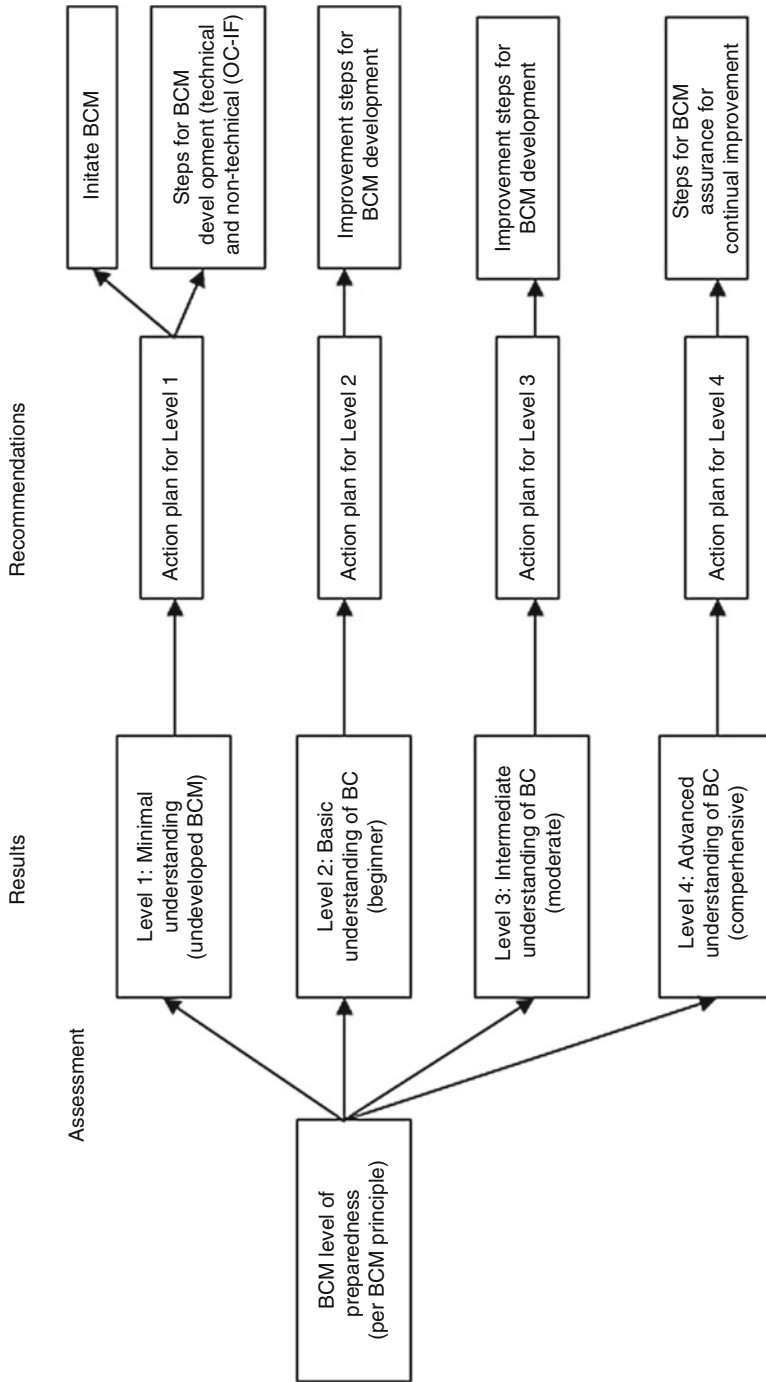 Assessment
Results
Recommendations
BCM level of
preparedness
(per BCM principle)
Level 1: Minimal
understanding
(undeveloped BCM)
Action plan for Level 1
Initate BCM
Steps for BCM
devel opment (technical
and non-technical (OC-IF)
Level 2: Basic
understanding of BC
(beginner)
Action plan for Level 2
Improvement steps for
BCM development
Level 3: Intermediate
understanding of BC
(moderate)
Action plan for Level 3
Improvement steps for
BCM development
Level 4: Advanced
understanding of BC
(comperhensive)
Action plan for Level 4
Steps for BCM
assurance for
continual improvement